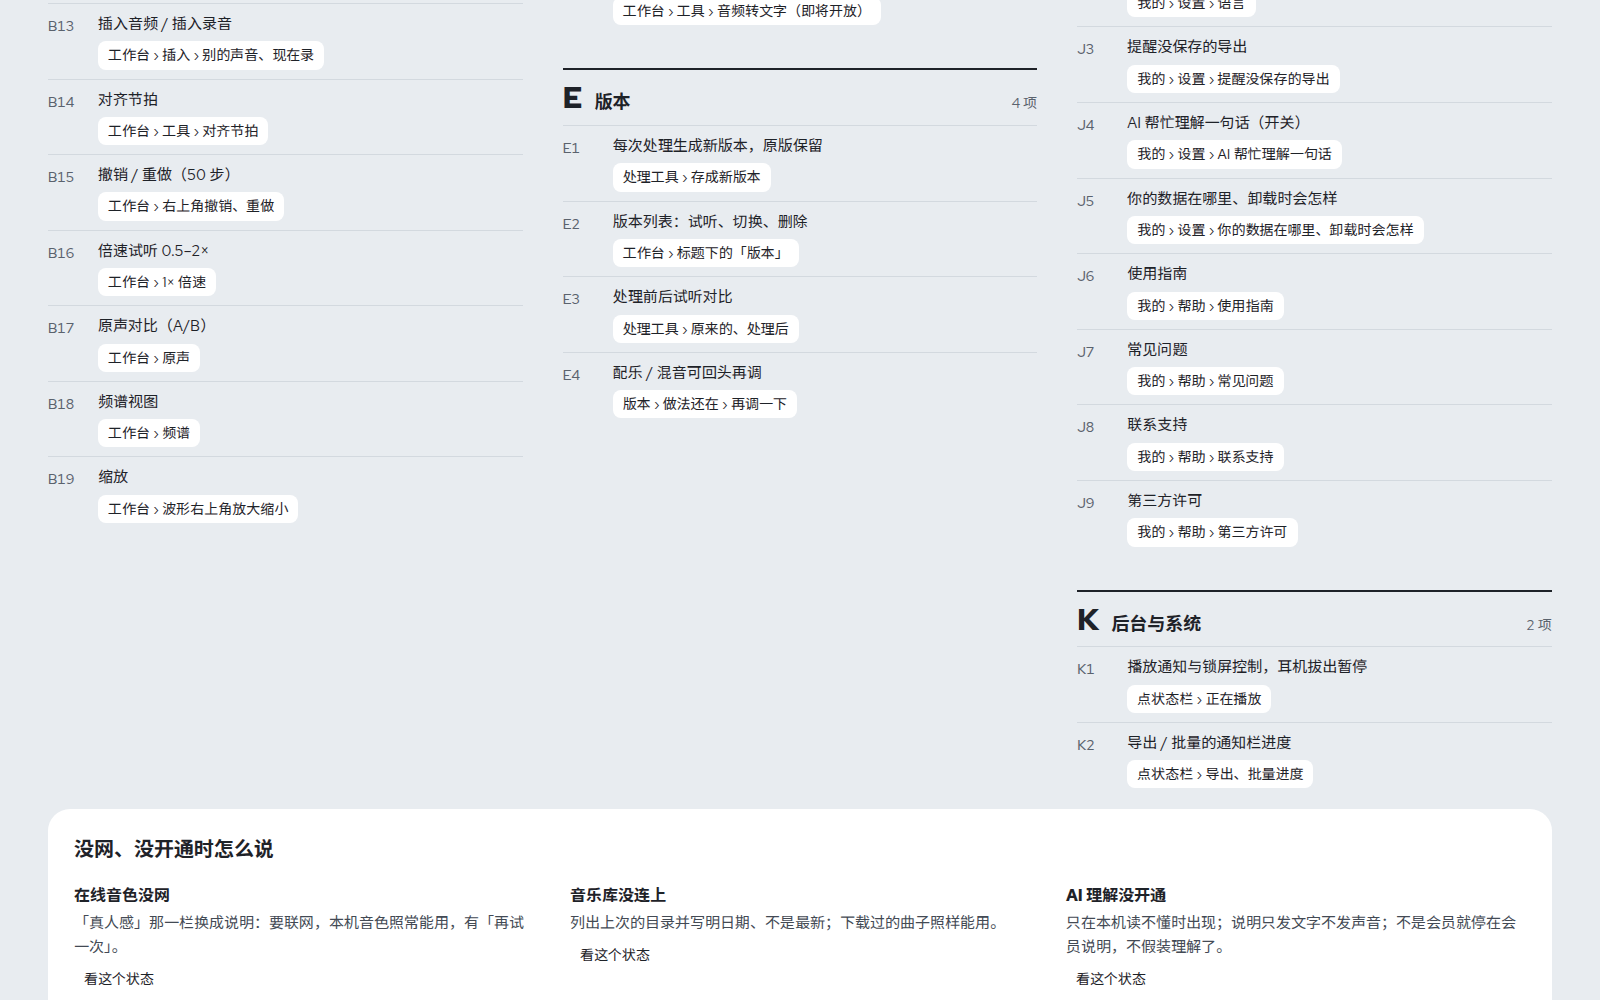 B13 插入音频 / 插入录音
工作台 › 插入 › 别的声音、现在录
B14 对齐节拍
工作台 › 工具 › 对齐节拍
B15 撤销 / 重做（50 步）
工作台 › 右上角撤销、重做
B16 倍速试听 0.5–2×
工作台 › 1× 倍速
B17 原声对比（A/B）
工作台 › 原声
B18 频谱视图
工作台 › 频谱
B19 缩放
工作台 › 波形右上角放大缩小
工作台 › 工具 › 音频转文字（即将开放）
E 版本 4 项
E1 每次处理生成新版本，原版保留
处理工具 › 存成新版本
E2 版本列表：试听、切换、删除
工作台 › 标题下的「版本」
E3 处理前后试听对比
处理工具 › 原来的、处理后
E4 配乐 / 混音可回头再调
版本 › 做法还在 › 再调一下
我的 › 设置 › 语言
J3 提醒没保存的导出
我的 › 设置 › 提醒没保存的导出
J4 AI 帮忙理解一句话（开关）
我的 › 设置 › AI 帮忙理解一句话
J5 你的数据在哪里、卸载时会怎样
我的 › 设置 › 你的数据在哪里、卸载时会怎样
J6 使用指南
我的 › 帮助 › 使用指南
J7 常见问题
我的 › 帮助 › 常见问题
J8 联系支持
我的 › 帮助 › 联系支持
J9 第三方许可
我的 › 帮助 › 第三方许可
K 后台与系统 2 项
K1 播放通知与锁屏控制，耳机拔出暂停
点状态栏 › 正在播放
K2 导出 / 批量的通知栏进度
点状态栏 › 导出、批量进度
没网、没开通时怎么说
在线音色没网
「真人感」那一栏换成说明：要联网，本机音色照常能用，有「再试
一次」。
看这个状态
音乐库没连上
列出上次的目录并写明日期、不是最新；下载过的曲子照样能用。
看这个状态
AI 理解没开通
只在本机读不懂时出现；说明只发文字不发声音；不是会员就停在会
员说明，不假装理解了。
看这个状态